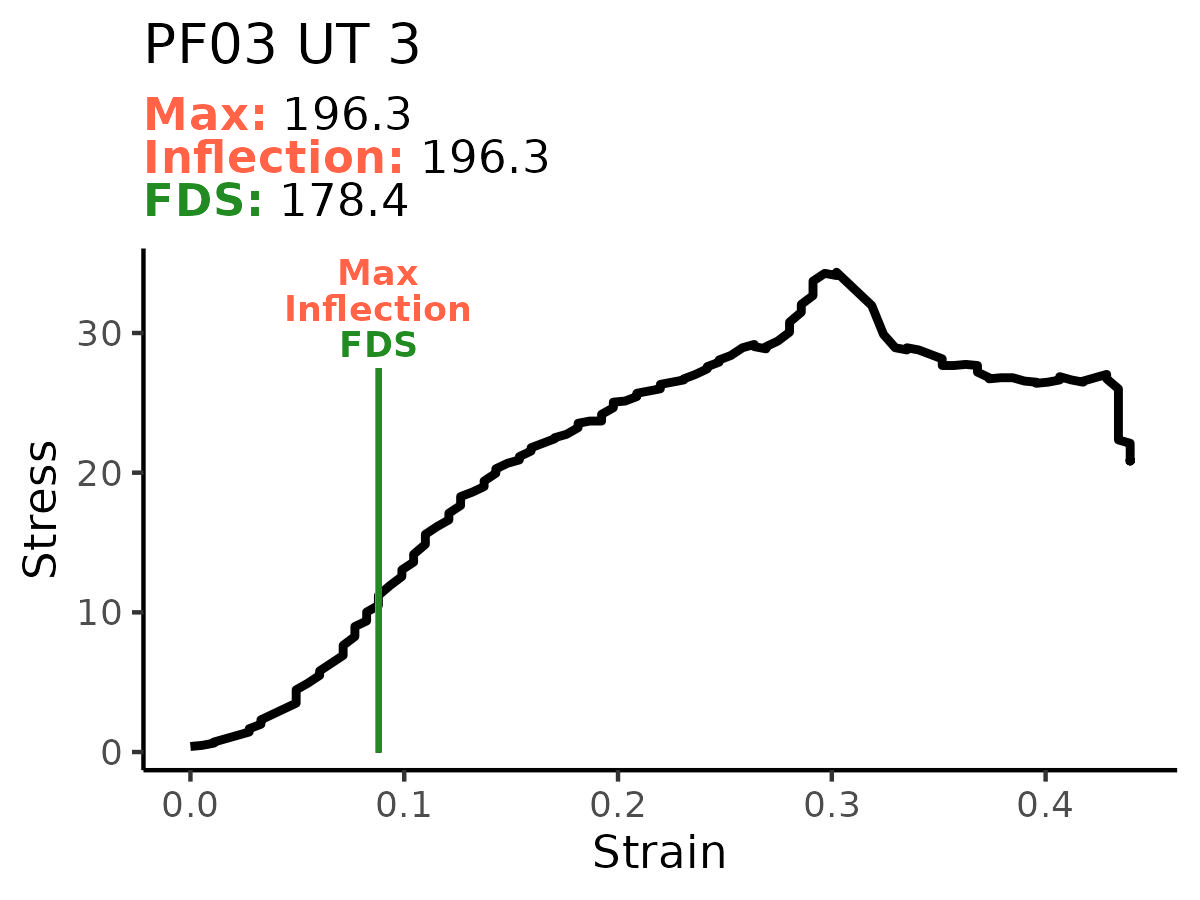 PF03 UT 3
Max: 196.3
Inflection: 196.3
FDS: 178.4
Max
Inflection
FDS
30
20
10
0
Stress
0.0 0.1 0.2 0.3 0.4
Strain